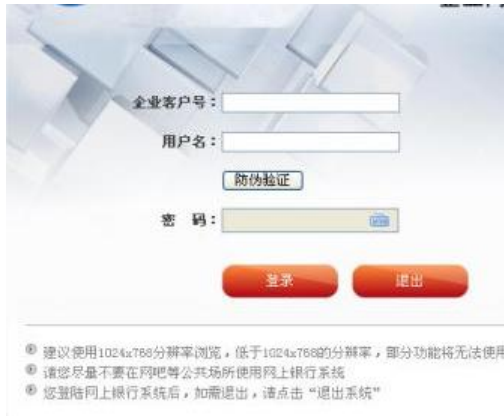 企业客户号：
用户名：
防伪验证
密 码：
登录 退出
建议使用1024x768分辨率浏览，低于1024x768的分辨率，部分功能将无法使用
请您尽量不要在网吧等公共场所使用网上银行系统
您登陆网上银行系统后，如需退出，请点击“退出系统”